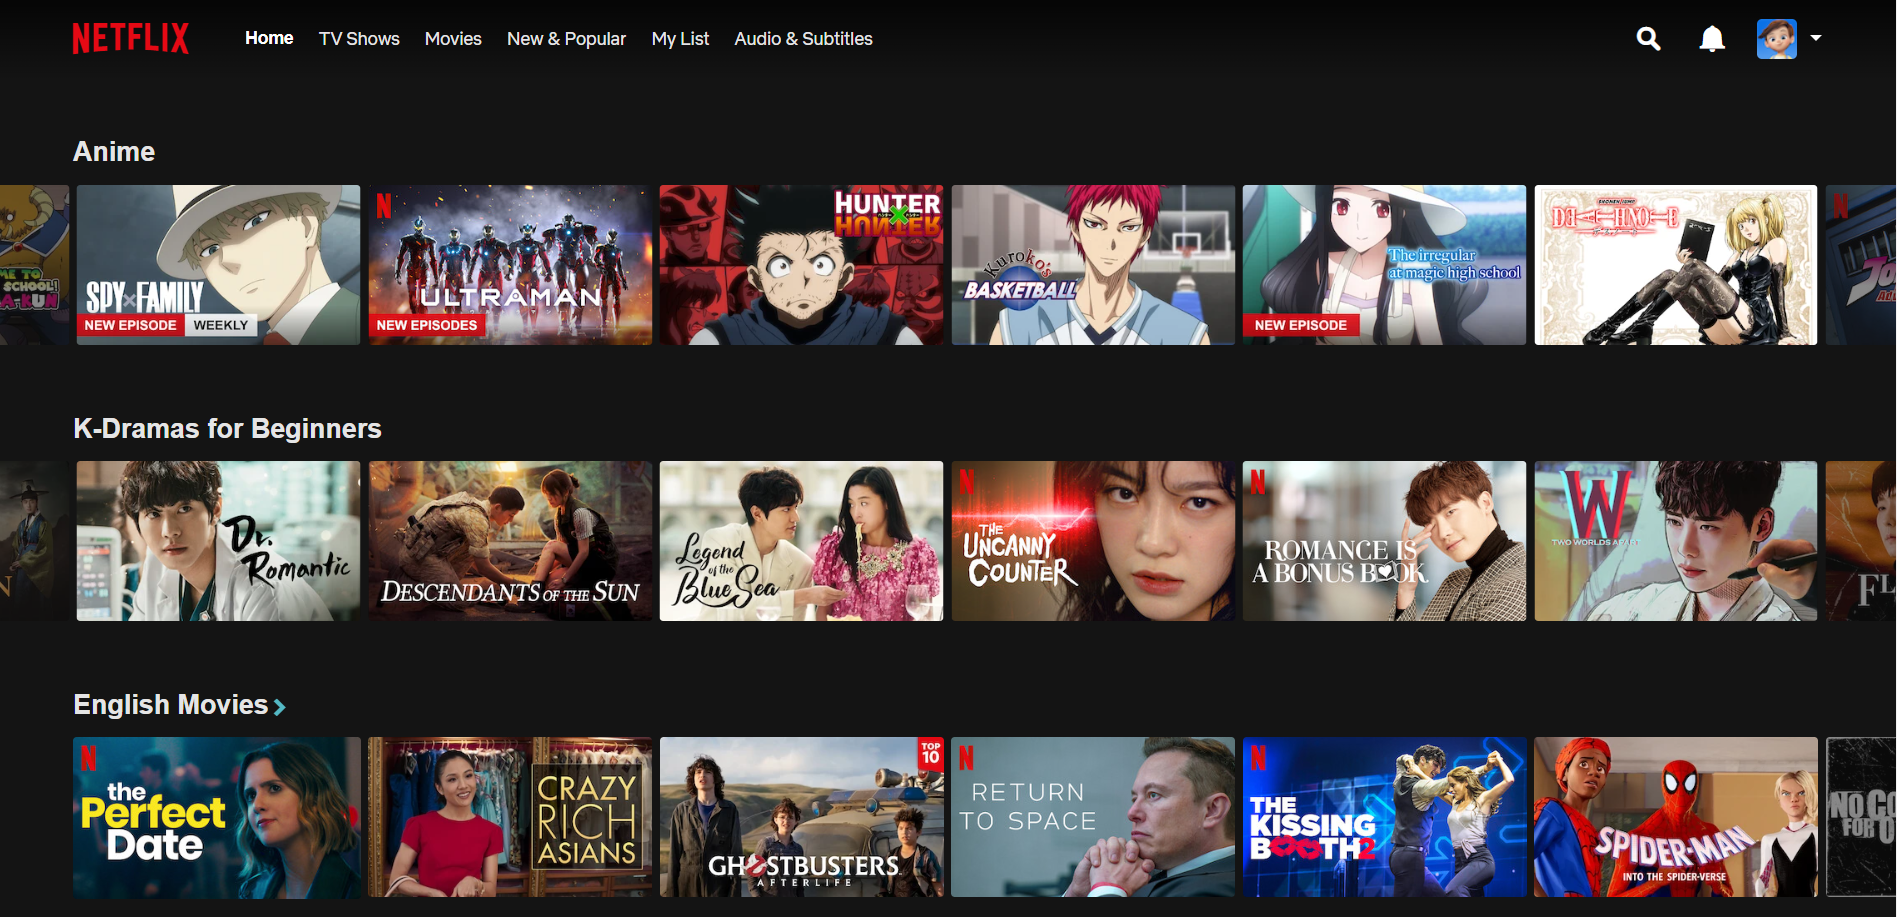 NETFLIX
Home TV Shows Movies New & Popular My List Audio & Subtitles
Anime
ME TO
SCHOOL!
A-KUN
SPY×FAMILY
NEW EPISODE WEEKLY
N
ULTRAMAN
NEW EPISODES
HUNTER
HUNTER
Kuroko's
BASKETBALL
The irregular
at magic high school
NEW EPISODE
SHONEN JUMP
DEATH NOTE
N
K-Dramas for Beginners
N
Dr.
Romantic
DESCENDANTS OF THE SUN
Legend
of the
Blue Sea
N
THE
UNCANNY
COUNTER
N
ROMANCE IS
A BONUS BOOK
W
TWO WORLDS APART
FL
English Movies
N
the
Perfect
Date
CRAZY
RICH
ASIANS
TOP
10
GHOSTBUSTERS
AFTERLIFE
N
RETURN
TO SPACE
N
THE
KISSING
BOOTH2
SPIDER-MAN
INTO THE SPIDER-VERSE
NO GO
FOR O